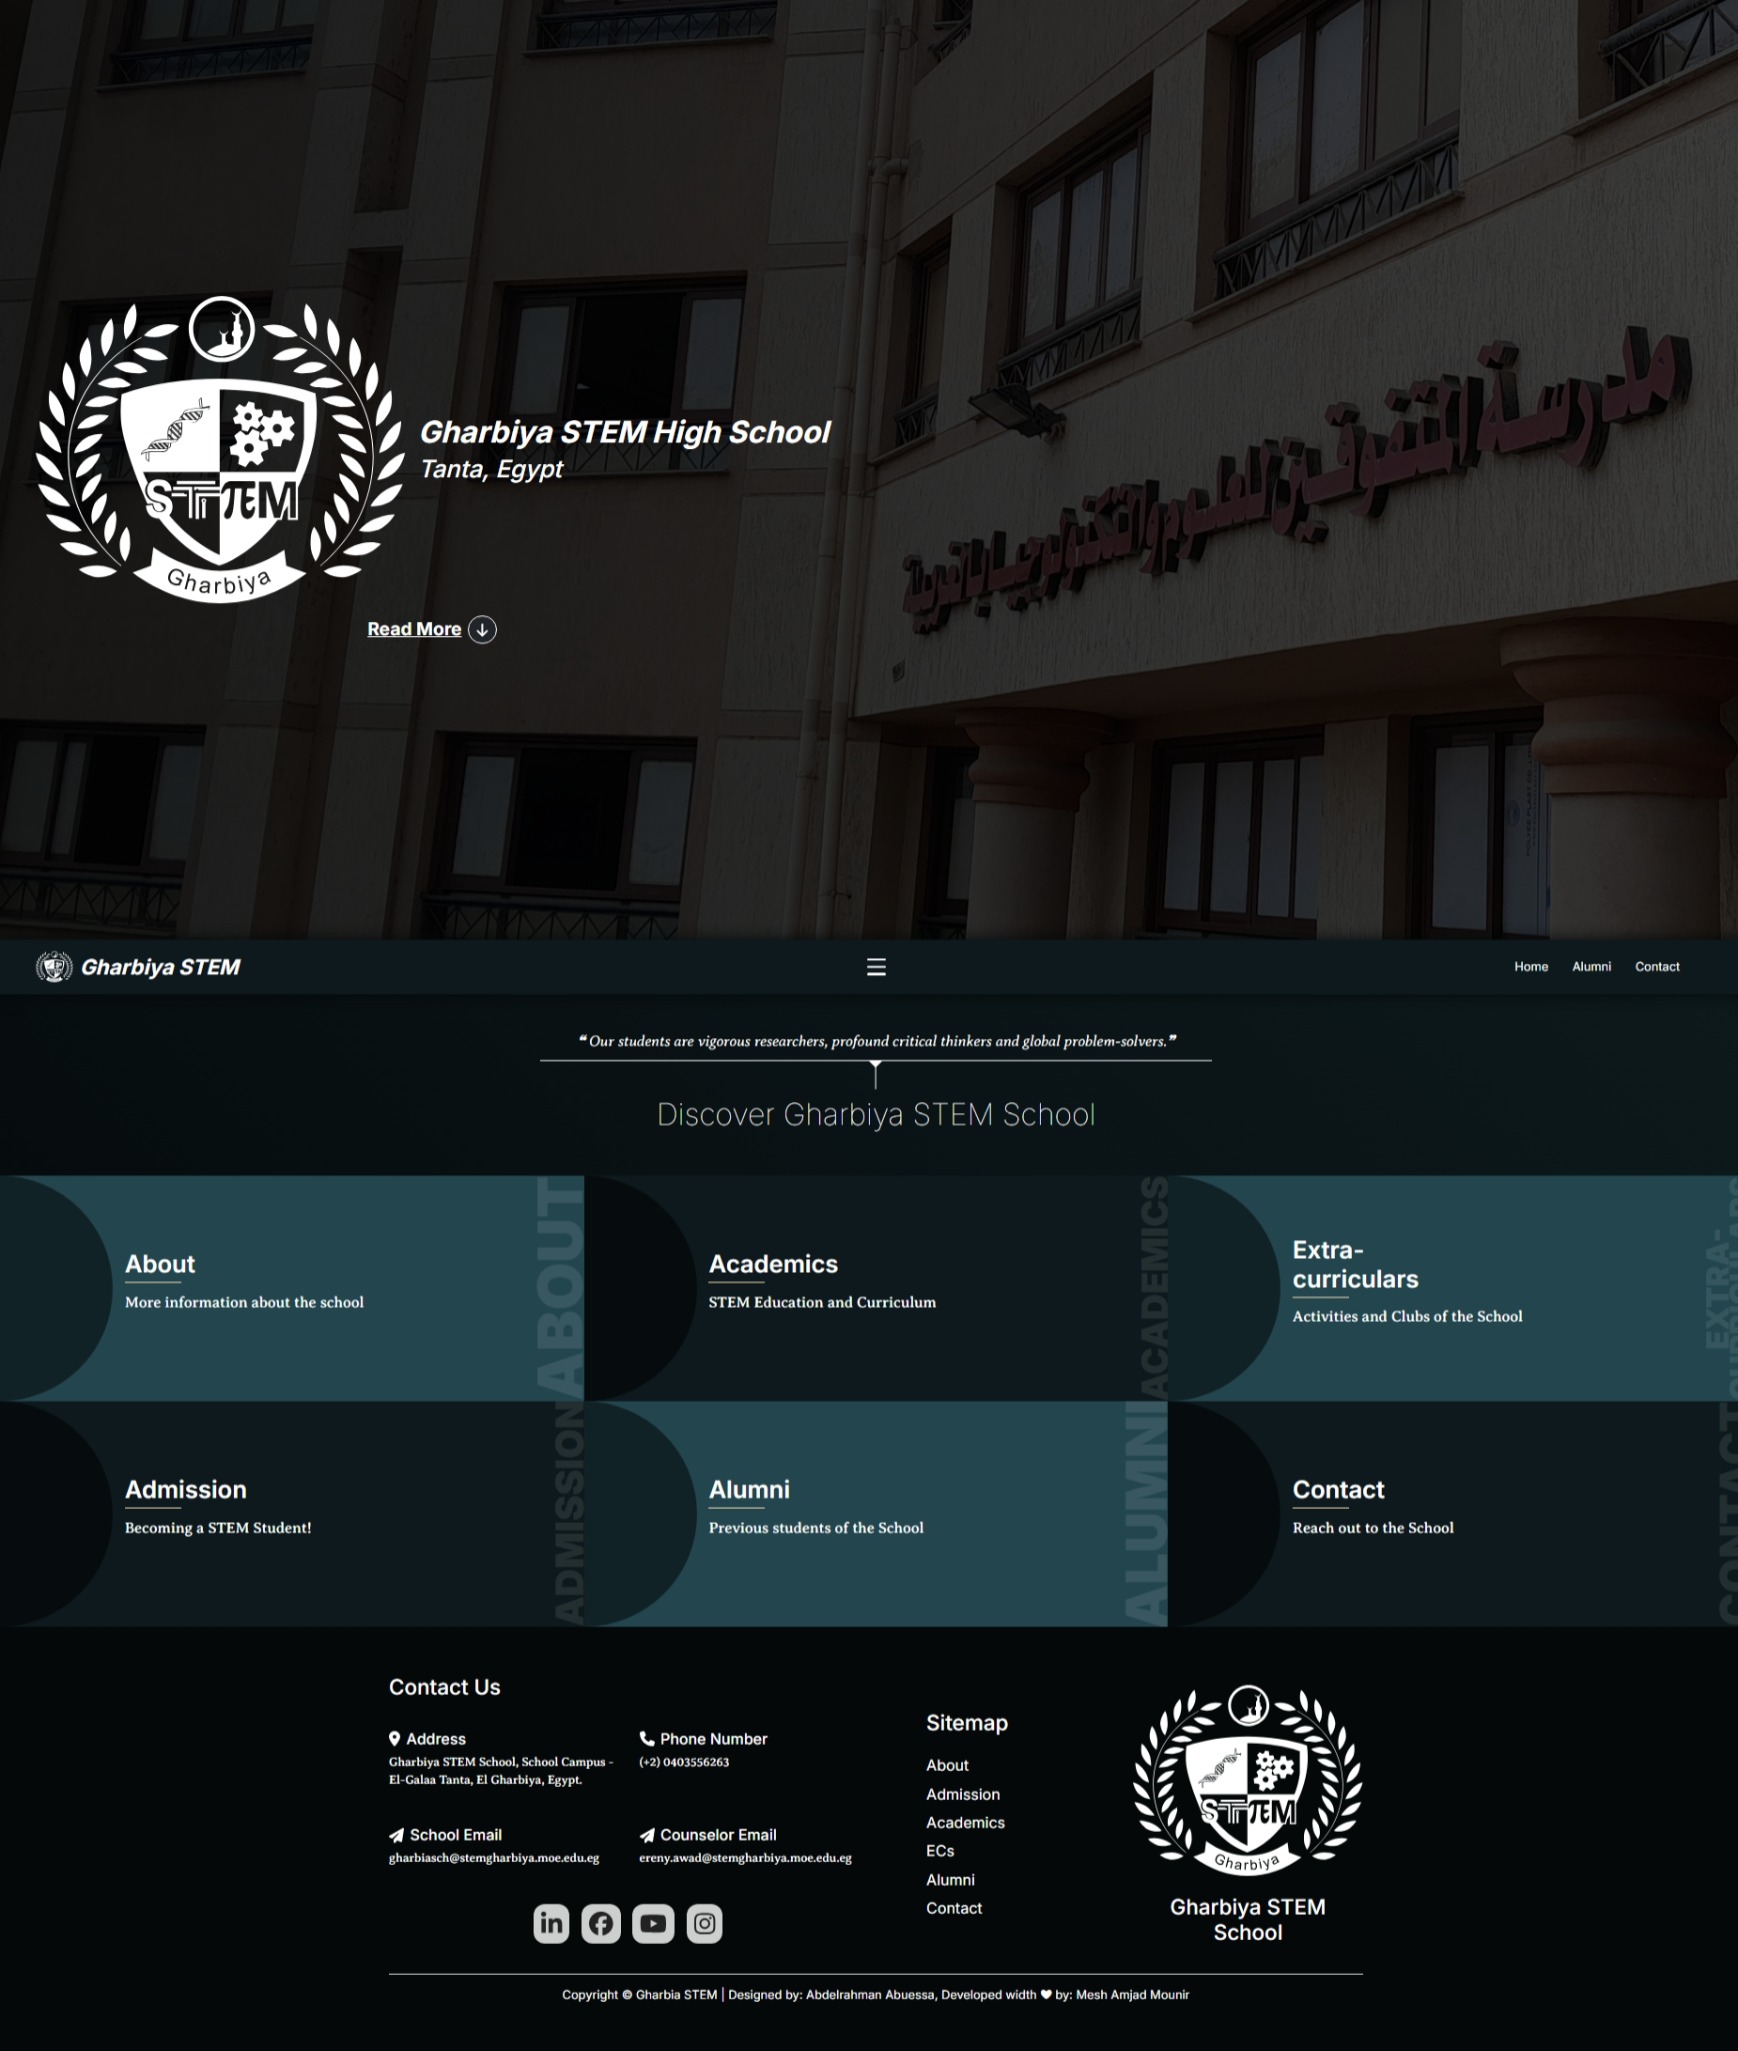 STEM
Gharbiya
Gharbiya STEM High School
Tanta, Egypt
Read More
مدرسة المتفوقين للعلوم والتكنولوجيا بالغربية
Gharbiya STEM
Home
Alumni
Contact
❝ Our students are vigorous researchers, profound critical thinkers and global problem-solvers.❞
Discover Gharbiya STEM School
About
More information about the school
ABOUT
Academics
STEM Education and Curriculum
ACADEMICS
Extra-
curriculars
Activities and Clubs of the School
EXTRA-
Admission
Becoming a STEM Student!
ADMISSION
Alumni
Previous students of the School
ALUMNI
Contact
Reach out to the School
CONTACT
Contact Us
Address
Gharbiya STEM School, School Campus -
El-Galaa Tanta, El Gharbiya, Egypt.
Phone Number
(+2) 0403556263
School Email
gharbiasch@stemgharbiya.moe.edu.eg
Counselor Email
ereny.awad@stemgharbiya.moe.edu.eg
in
Sitemap
About
Admission
Academics
ECs
Alumni
Contact
STEM
Gharbiya
Gharbiya STEM
School
Copyright © Gharbia STEM | Designed by: Abdelrahman Abuessa, Developed width ❤ by: Mesh Amjad Mounir